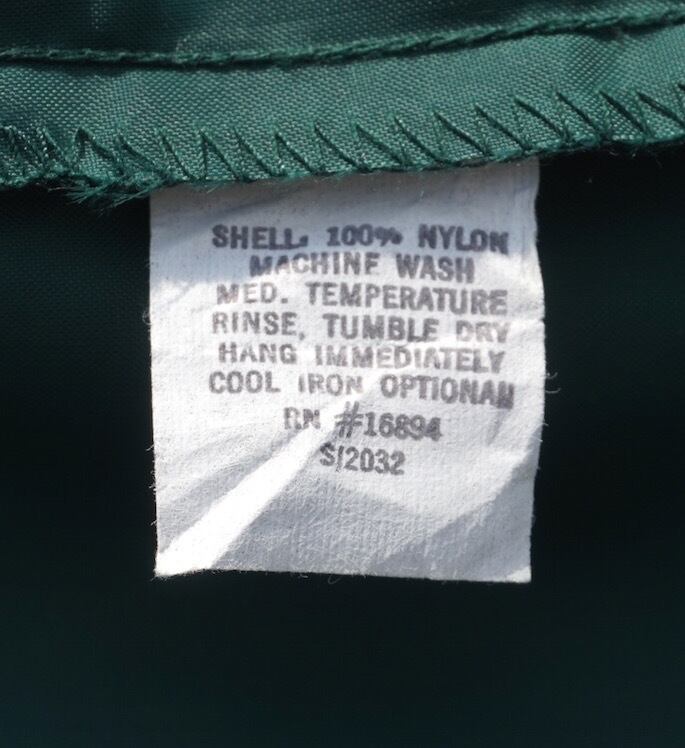 SHELL, 100% NYLON
MACHINE WASH
MED. TEMPERATURE
RINSE, TUMBLE DRY
HANG IMMEDIATELY
COOL IRON OPTIONAL
RN #16894
S/2032